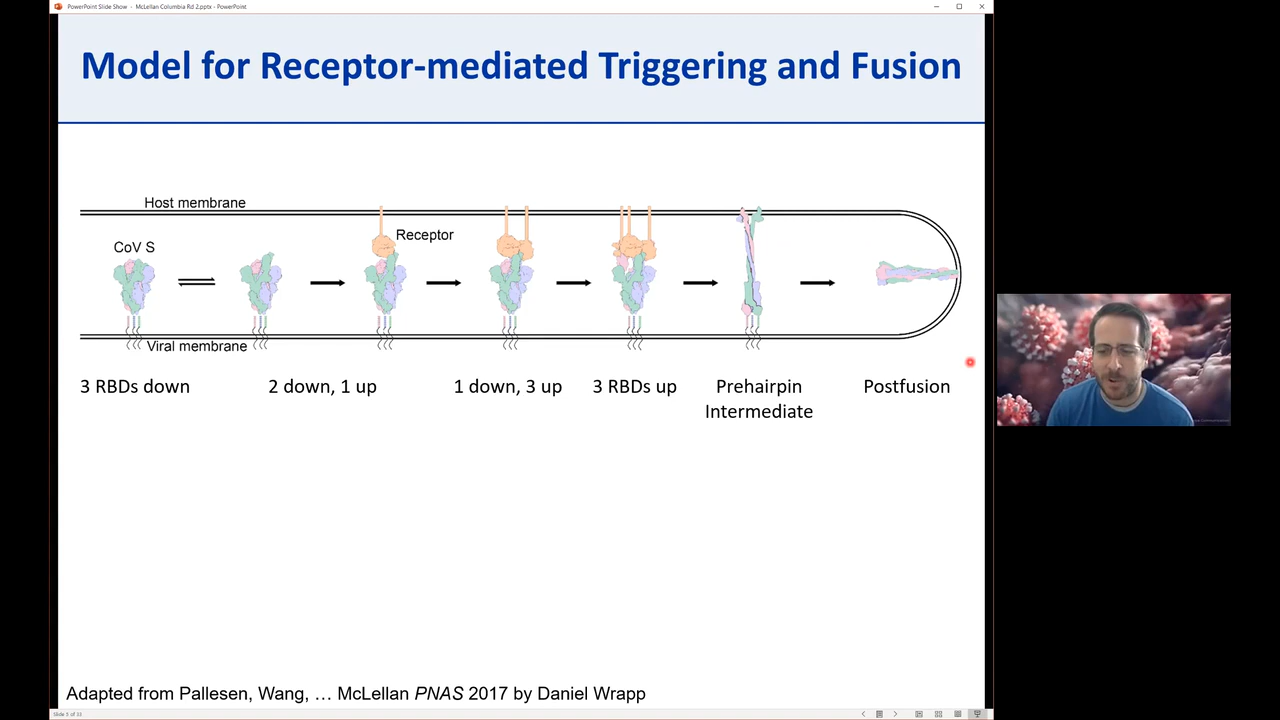 PowerPoint Slide Show - McLellan Columbia Rd 2.pptx - PowerPoint
Model for Receptor-mediated Triggering and Fusion
Host membrane
CoV S
Receptor
Viral membrane
3 RBDs down
2 down, 1 up
1 down, 3 up
3 RBDs up
Prehairpin
Intermediate
Postfusion
Adapted from Pallesen, Wang, … McLellan PNAS 2017 by Daniel Wrapp